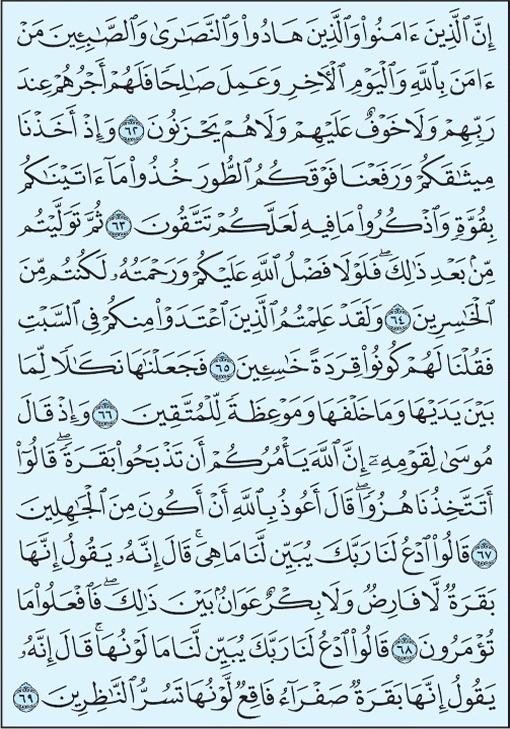 إِنَّ ٱلَّذِينَ ءَامَنُوا۟ وَٱلَّذِينَ هَادُوا۟ وَٱلنَّصَٰرَىٰ وَٱلصَّٰبِـِٔينَ مَنْ
ءَامَنَ بِٱللَّهِ وَٱلْيَوْمِ ٱلْـَٔاخِرِ وَعَمِلَ صَٰلِحًا فَلَهُمْ أَجْرُهُمْ عِندَ
رَبِّهِمْ وَلَا خَوْفٌ عَلَيْهِمْ وَلَا هُمْ يَحْزَنُونَ ٦٢ وَإِذْ أَخَذْنَا
مِيثَٰقَكُمْ وَرَفَعْنَا فَوْقَكُمُ ٱلطُّورَ خُذُوا۟ مَآ ءَاتَيْنَٰكُم
بِقُوَّةٍ وَٱذْكُرُوا۟ مَا فِيهِ لَعَلَّكُمْ تَتَّقُونَ ٦٣ ثُمَّ تَوَلَّيْتُم
مِّنۢ بَعْدِ ذَٰلِكَ ۖ فَلَوْلَا فَضْلُ ٱللَّهِ عَلَيْكُمْ وَرَحْمَتُهُۥ لَكُنتُم مِّنَ
ٱلْخَٰسِرِينَ ٦٤ وَلَقَدْ عَلِمْتُمُ ٱلَّذِينَ ٱعْتَدَوْا۟ مِنكُمْ فِى ٱلسَّبْتِ
فَقُلْنَا لَهُمْ كُونُوا۟ قِرَدَةً خَٰسِـِٔينَ ٦٥ فَجَعَلْنَٰهَا نَكَٰلًا لِّمَا
بَيْنَ يَدَيْهَا وَمَا خَلْفَهَا وَمَوْعِظَةً لِّلْمُتَّقِينَ ٦٦ وَإِذْ قَالَ
مُوسَىٰ لِقَوْمِهِۦٓ إِنَّ ٱللَّهَ يَأْمُرُكُمْ أَن تَذْبَحُوا۟ بَقَرَةً ۖ قَالُوٓا۟
أَتَتَّخِذُنَا هُزُوًا ۖ قَالَ أَعُوذُ بِٱللَّهِ أَنْ أَكُونَ مِنَ ٱلْجَٰهِلِينَ
٦٧ قَالُوا۟ ٱدْعُ لَنَا رَبَّكَ يُبَيِّن لَّنَا مَا هِىَ ۚ قَالَ إِنَّهُۥ يَقُولُ إِنَّهَا
بَقَرَةٌ لَّا فَارِضٌ وَلَا بِكْرٌ عَوَانٌۢ بَيْنَ ذَٰلِكَ ۖ فَٱفْعَلُوا۟ مَا
تُؤْمَرُونَ ٦٨ قَالُوا۟ ٱدْعُ لَنَا رَبَّكَ يُبَيِّن لَّنَا مَا لَوْنُهَا ۚ قَالَ إِنَّهُۥ
يَقُولُ إِنَّهَا بَقَرَةٌ صَفْرَآءُ فَاقِعٌ لَّوْنُهَا تَسُرُّ ٱلنَّٰظِرِينَ ٦٩